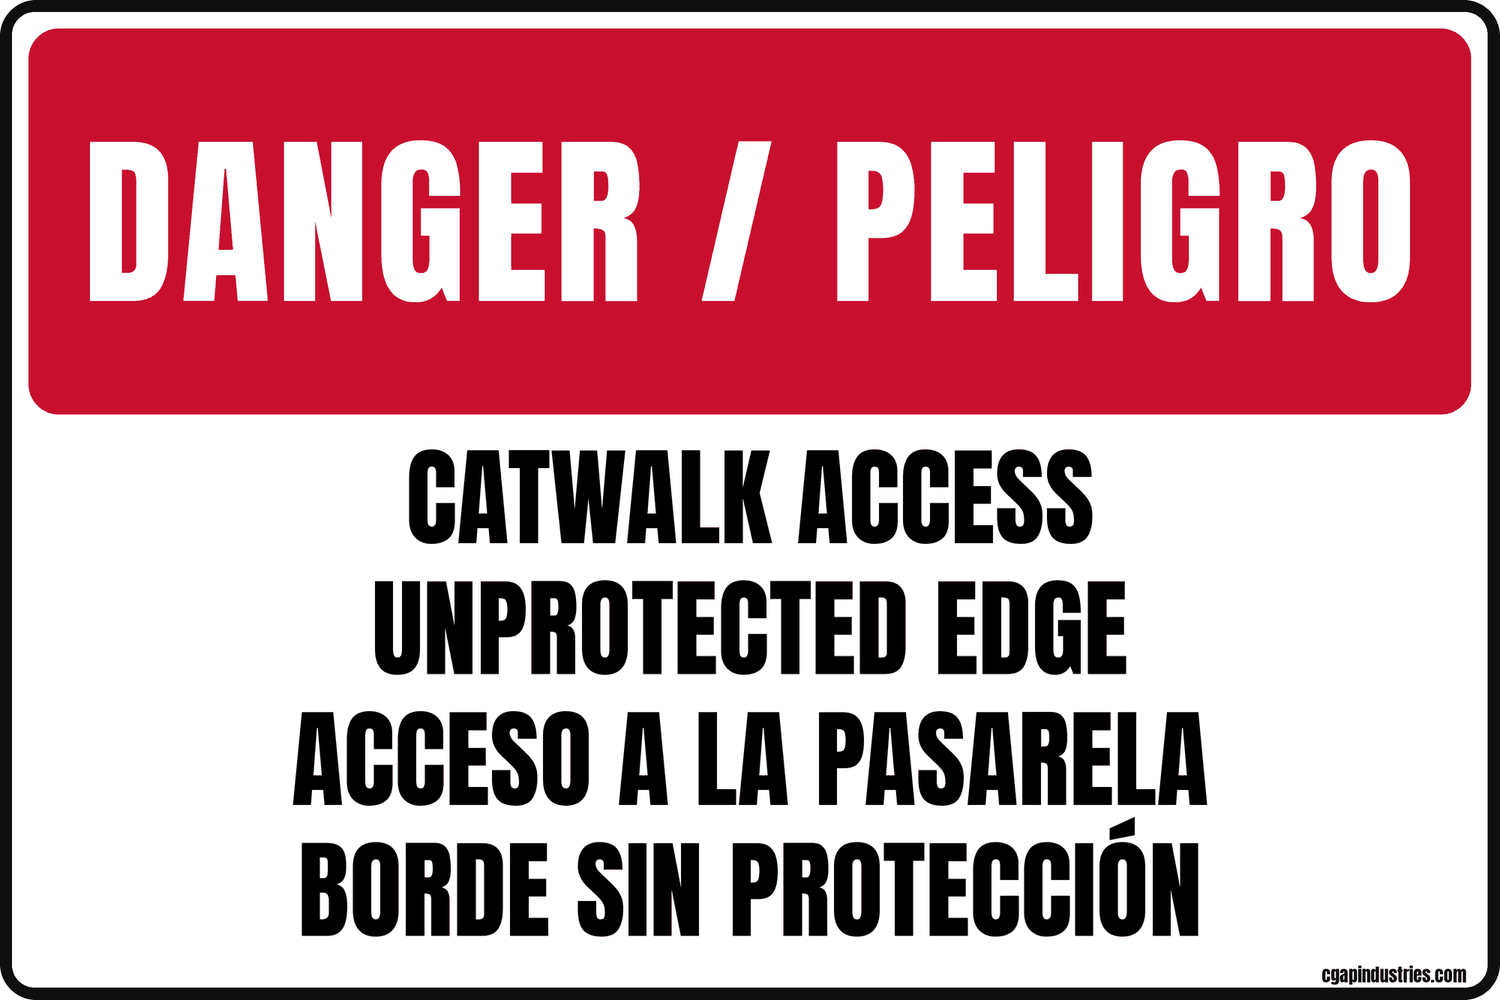 DANGER / PELIGRO
CATWALK ACCESS
UNPROTECTED EDGE
ACCESO A LA PASARELA
BORDE SIN PROTECCIÓN
cgapindustries.com